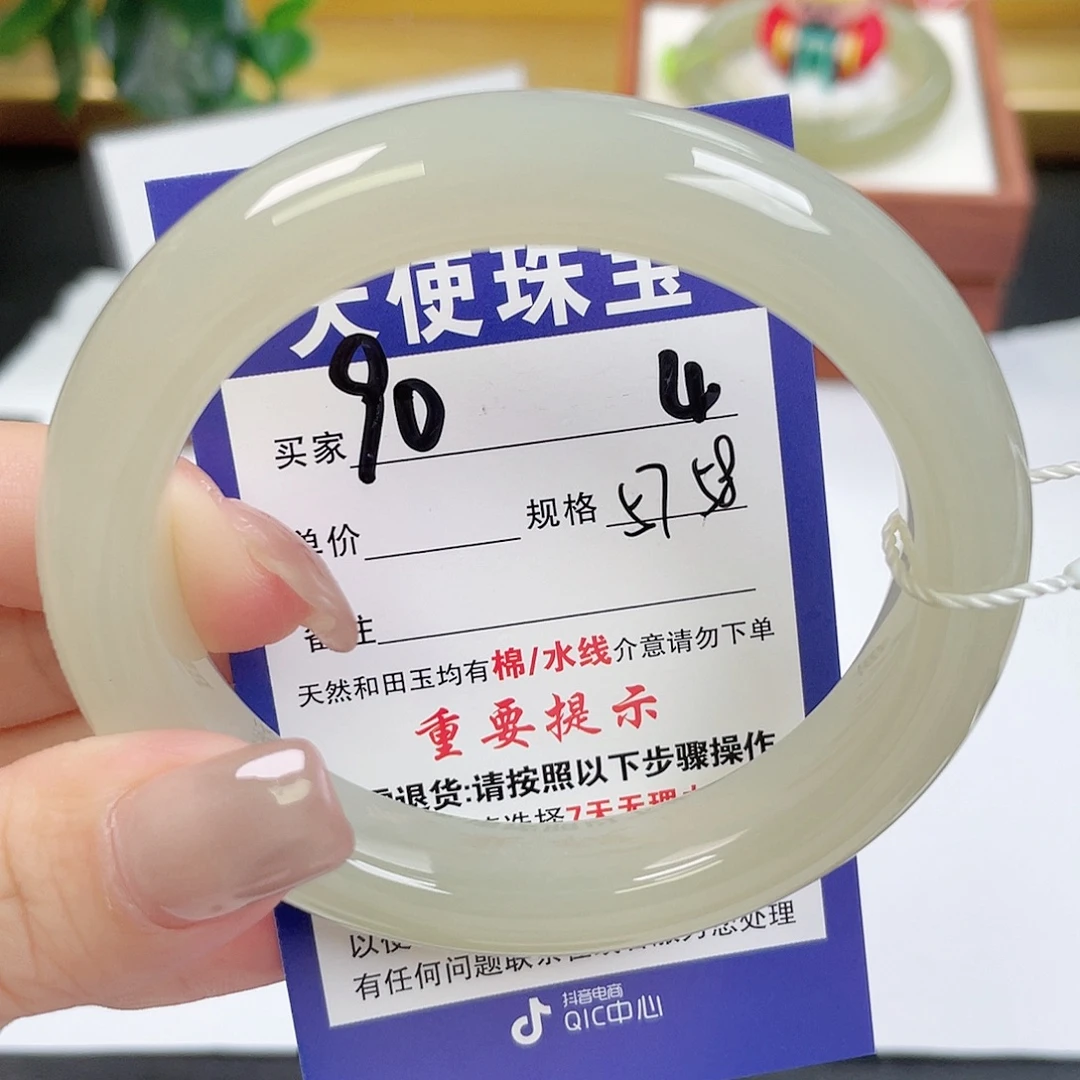 天使珠宝
买家 90 4
单价 规格 57 58
备注
天然和田玉均有棉/水线介意请勿下单
重要提示
退货:请按照以下步骤操作
选择7天无理
以便
有任何问题联系 处理
抖音电商
QIC中心